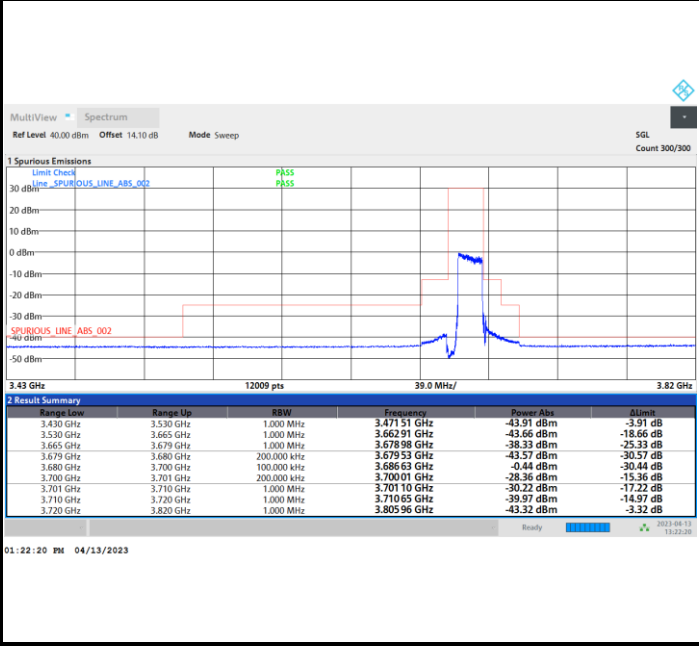 MultiView Spectrum
Ref Level 40.00 dBm Offset 14.10 dB Mode Sweep SGL
Count 300/300
1 Spurious Emissions
Limit Check PASS
Line _SPURIOUS_LINE_ABS_002 PASS
30 dBm
20 dBm
10 dBm
0 dBm
-10 dBm
-20 dBm
-30 dBm
_SPURIOUS_LINE_ABS_002
-40 dBm
-50 dBm
3.43 GHz 12009 pts 39.0 MHz/ 3.82 GHz
2 Result Summary
Range Low Range Up RBW Frequency Power Abs ΔLimit
3.430 GHz 3.530 GHz 1.000 MHz 3.471 51 GHz -43.91 dBm -3.91 dB
3.530 GHz 3.665 GHz 1.000 MHz 3.662 91 GHz -43.66 dBm -18.66 dB
3.665 GHz 3.679 GHz 1.000 MHz 3.678 98 GHz -38.33 dBm -25.33 dB
3.679 GHz 3.680 GHz 200.000 kHz 3.679 53 GHz -43.57 dBm -30.57 dB
3.680 GHz 3.700 GHz 100.000 kHz 3.686 63 GHz -0.44 dBm -30.44 dB
3.700 GHz 3.701 GHz 200.000 kHz 3.700 01 GHz -28.36 dBm -15.36 dB
3.701 GHz 3.710 GHz 1.000 MHz 3.701 10 GHz -30.22 dBm -17.22 dB
3.710 GHz 3.720 GHz 1.000 MHz 3.710 65 GHz -39.97 dBm -14.97 dB
3.720 GHz 3.820 GHz 1.000 MHz 3.805 96 GHz -43.32 dBm -3.32 dB
Ready 2023-04-13
13:22:20
01:22:20 PM 04/13/2023